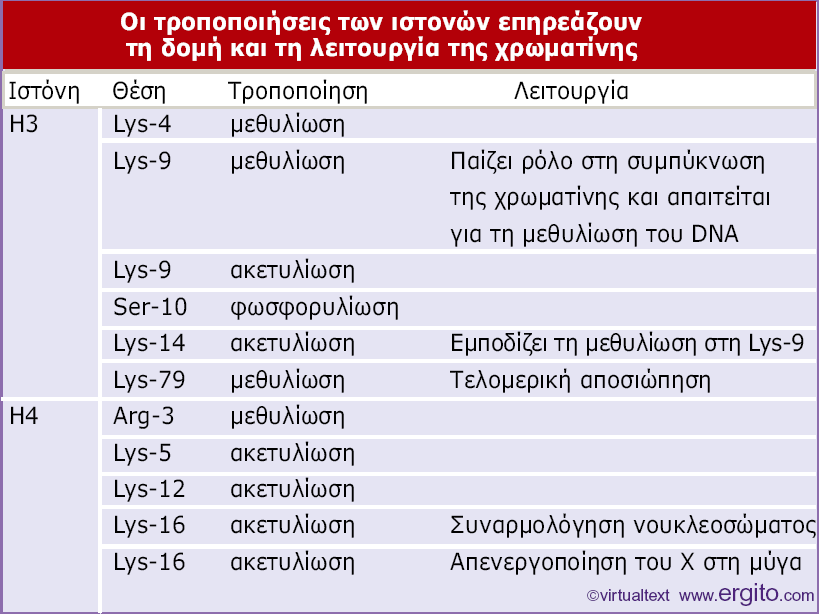 Οι τροποποιήσεις των ιστονών επηρεάζουν
τη δομή και τη λειτουργία της χρωματίνης
Ιστόνη Θέση Τροποποίηση Λειτουργία
H3 Lys-4 μεθυλίωση
Lys-9 μεθυλίωση Παίζει ρόλο στη συμπύκνωση
της χρωματίνης και απαιτείται
για τη μεθυλίωση του DNA
Lys-9 ακετυλίωση
Ser-10 φωσφορυλίωση
Lys-14 ακετυλίωση Εμποδίζει τη μεθυλίωση στη Lys-9
Lys-79 μεθυλίωση Τελομερική αποσιώπηση
H4 Arg-3 μεθυλίωση
Lys-5 ακετυλίωση
Lys-12 ακετυλίωση
Lys-16 ακετυλίωση Συναρμολόγηση νουκλεοσώματος
Lys-16 ακετυλίωση Απενεργοποίηση του Χ στη μύγα
©virtualtext www.ergito.com